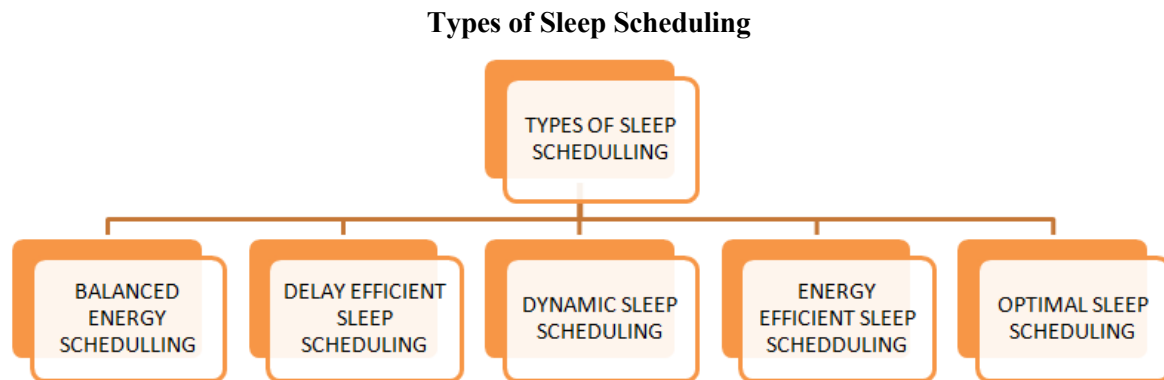 Types of Sleep Scheduling
TYPES OF SLEEP
SCHEDULLING
BALANCED
ENERGY
SCHEDULLING
DELAY EFFICIENT
SLEEP
SCHEDULING
DYNAMIC SLEEP
SCHEDULING
ENERGY
EFFICIENT SLEEP
SCHEDDULING
OPTIMAL SLEEP
SCHEDULING